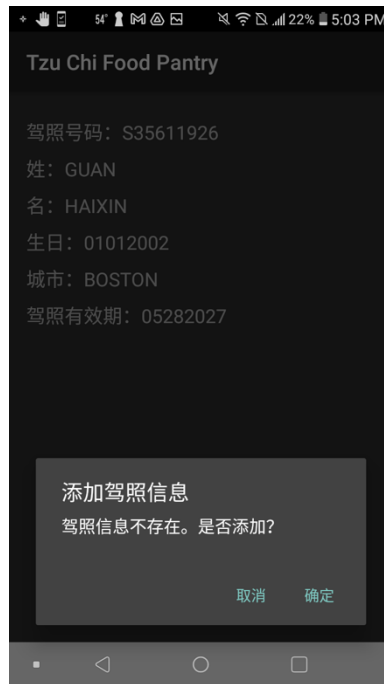 54° 22% 5:03 PM
Tzu Chi Food Pantry
驾照号码：S35611926
姓：GUAN
名：HAIXIN
生日：01012002
城市：BOSTON
驾照有效期：05282027
添加驾照信息
驾照信息不存在。是否添加？
取消 确定